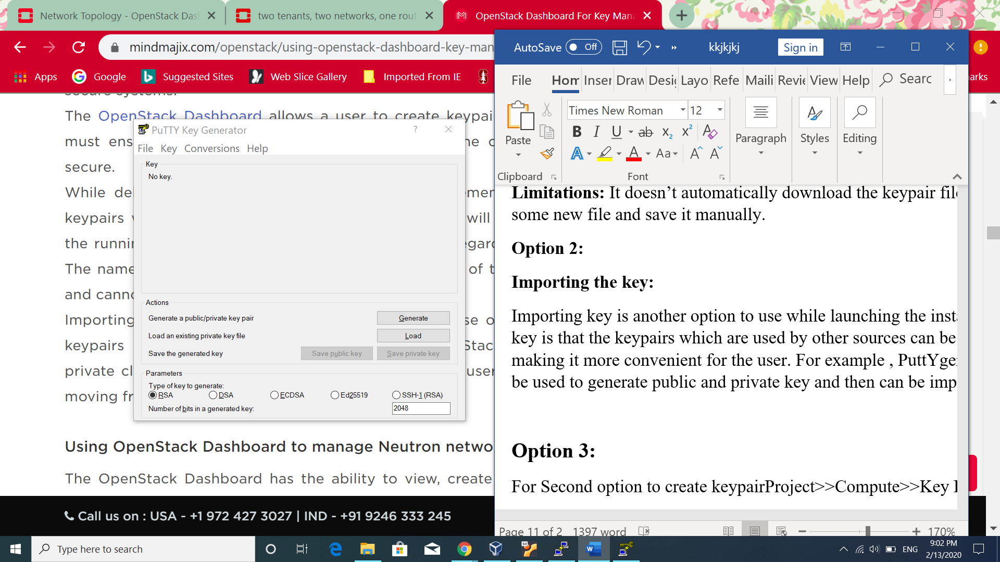 Network Topology - OpenStack Das
two tenants, two networks, one rout
OpenStack Dashboard For Key Mana
mindmajix.com/openstack/using-openstack-dashboard-key-man
Apps
Google
Suggested Sites
Web Slice Gallery
Imported From IE
arks
secure systems.
The OpenStack Dashboard allows a user to create keypai
must ens
secure.
While de
mer
keypairs
will
the runni
egard
The name
of t
and canno
Importing
se o
keypairs
Stac
private cl
user
moving fr
Using OpenStack Dashboard to manage Neutron netwo
The OpenStack Dashboard has the ability to view, create
Call us on : USA - +1 972 427 3027 | IND - +91 9246 333 245
PuTTY Key Generator
?
File Key Conversions Help
Key
No key.
Actions
Generate a public/private key pair
Generate
Load an existing private key file
Load
Save the generated key
Save public key
Save private key
Parameters
Type of key to generate:
RSA DSA ECDSA Ed25519 SSH-1 (RSA)
Number of bits in a generated key:
2048
AutoSave Off
kkjkjkj
Sign in
File Hom Inser Draw Desig Layo Refe Maili Revie View Help Searc
Paste
Times New Roman 12
Paragraph
Styles
Editing
Clipboard
Font
Limitations: It doesn’t automatically download the keypair file
some new file and save it manually.
Option 2:
Importing the key:
Importing key is another option to use while launching the insta
key is that the keypairs which are used by other sources can be
making it more convenient for the user. For example , PuttYge
be used to generate public and private key and then can be imp
Option 3:
For Second option to create keypairProject>>Compute>>Key
Page 11 of 2 1397 word
170%
Type here to search
64
ENG
9:02 PM
2/13/2020